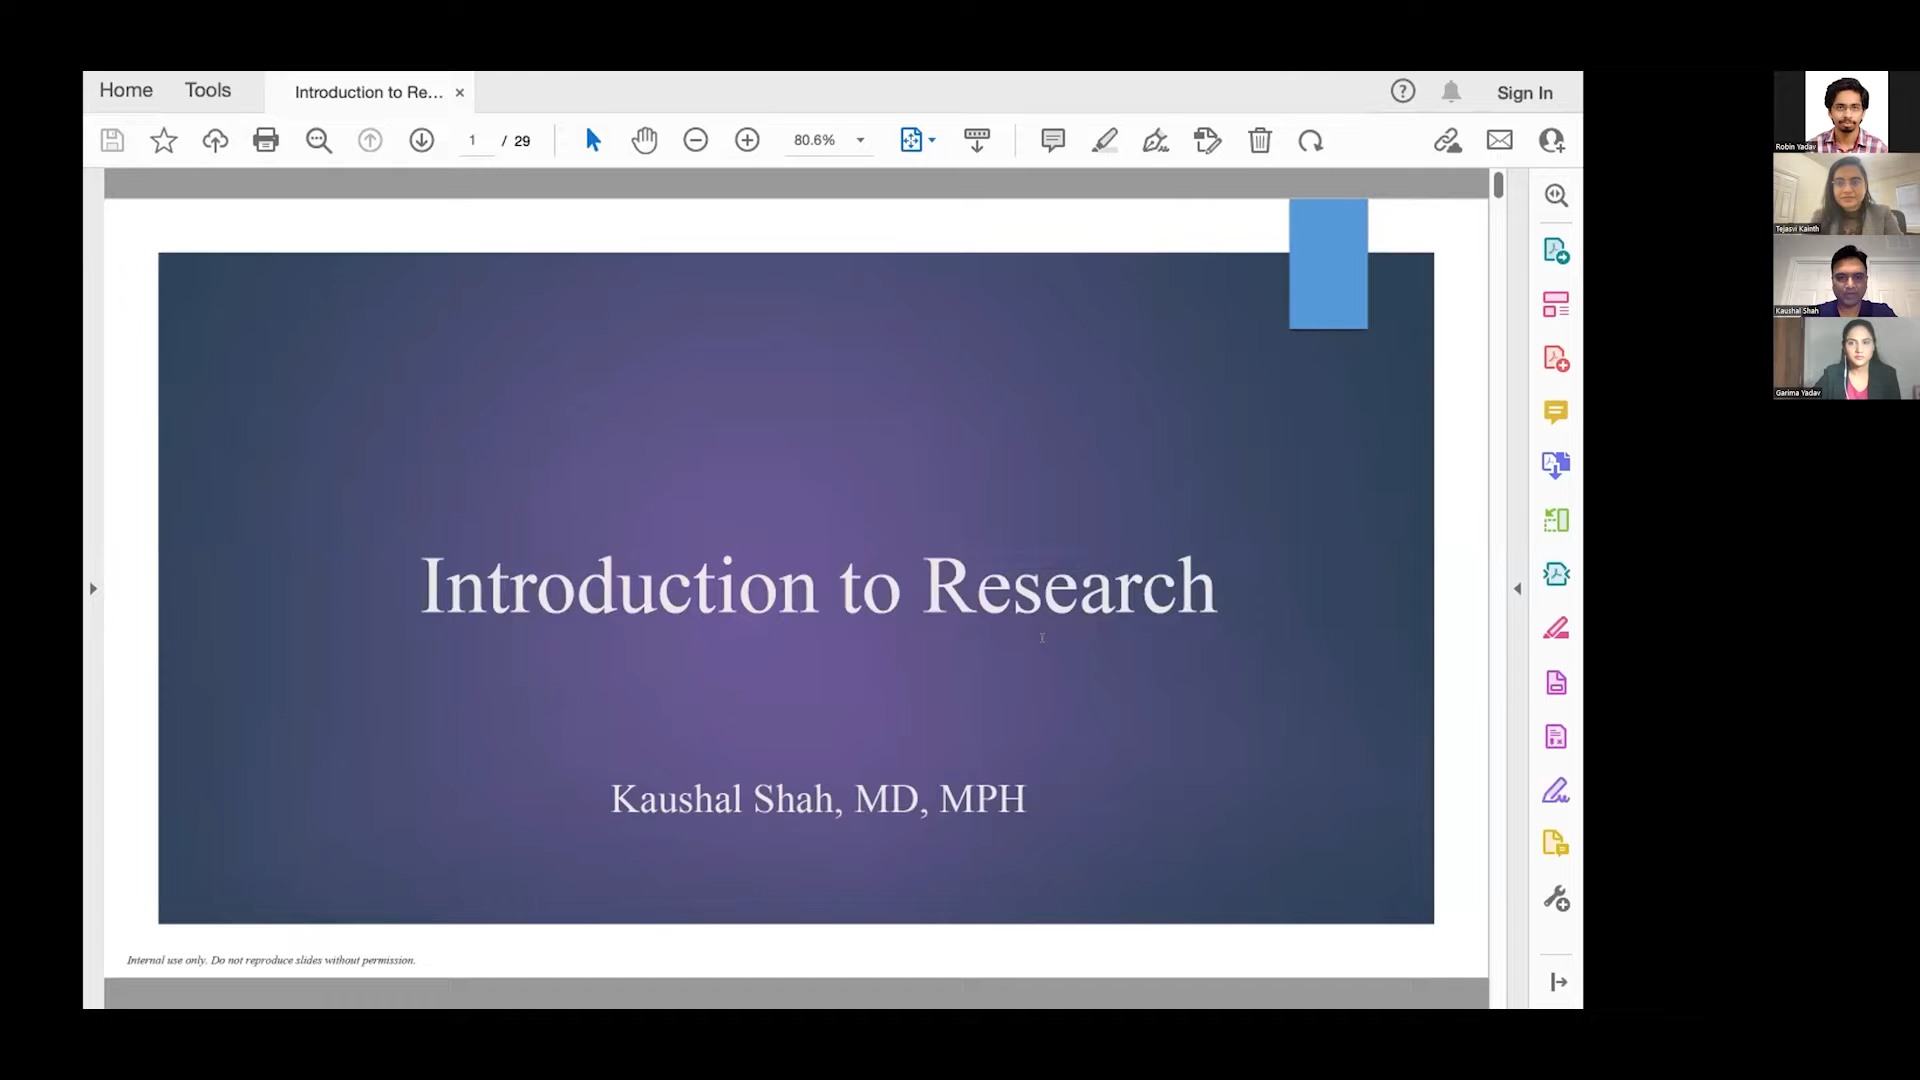 Home Tools Introduction to Re... × Sign In
1 / 29 80.6%
Introduction to Research
Kaushal Shah, MD, MPH
Internal use only. Do not reproduce slides without permission.
Robin Yadav
Tejasvi Kainth
Kaushal Shah
Garima Yadav